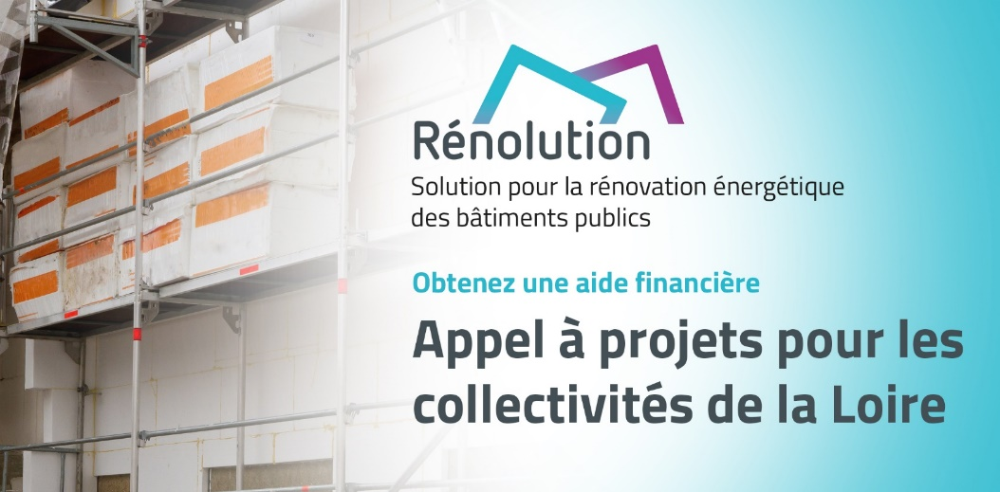 Rénolution
Solution pour la rénovation énergétique
des bâtiments publics
Obtenez une aide financière
Appel à projets pour les
collectivités de la Loire